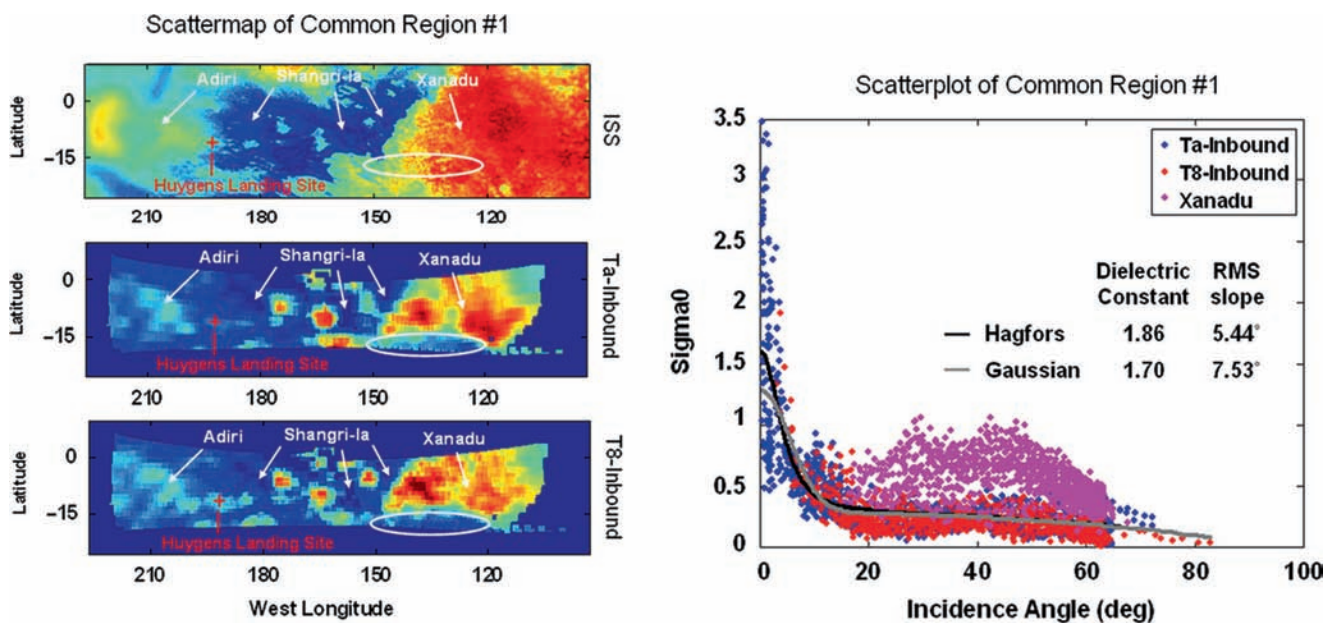 Scattermap of Common Region #1
Adiri Shangri-la Xanadu
Latitude
0
−15
ISS
Huygens Landing Site
210 180 150 120
Adiri Shangri-la Xanadu
Latitude
0
−15
Ta-Inbound
Huygens Landing Site
210 180 150 120
Adiri Shangri-la Xanadu
Latitude
0
−15
T8-Inbound
Huygens Landing Site
210 180 150 120
West Longitude
Scatterplot of Common Region #1
3.5
3
2.5
2
1.5
1
0.5
0
Sigma0
Ta-Inbound
T8-Inbound
Xanadu
Dielectric RMS
Constant slope
Hagfors 1.86 5.44°
Gaussian 1.70 7.53°
0 20 40 60 80 100
Incidence Angle (deg)